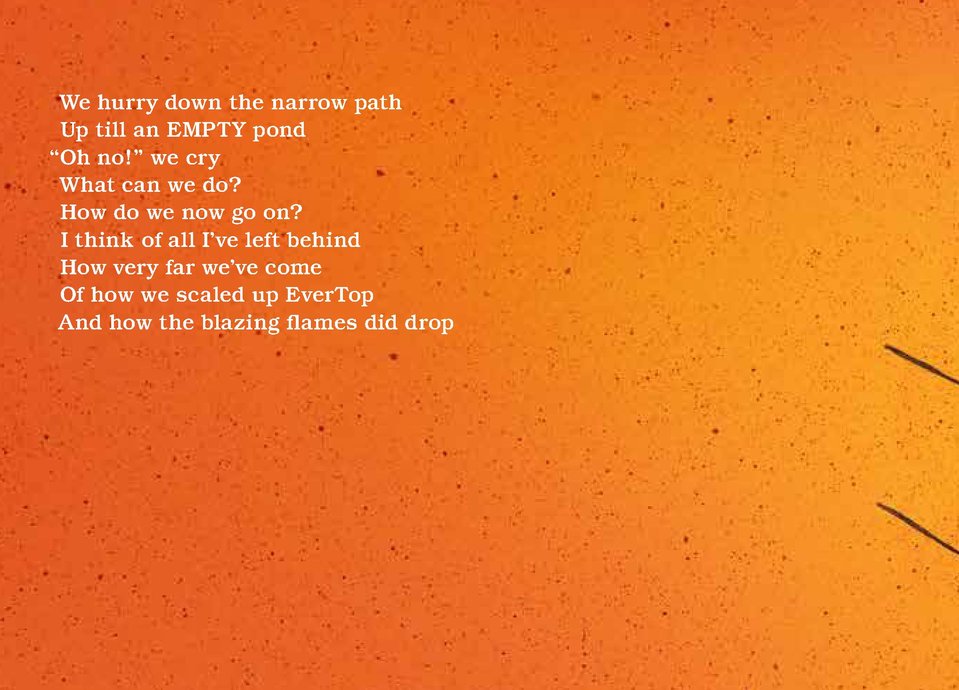 We hurry down the narrow path
Up till an EMPTY pond
“Oh no!” we cry
What can we do?
How do we now go on?
I think of all I’ve left behind
How very far we’ve come
Of how we scaled up EverTop
And how the blazing flames did drop